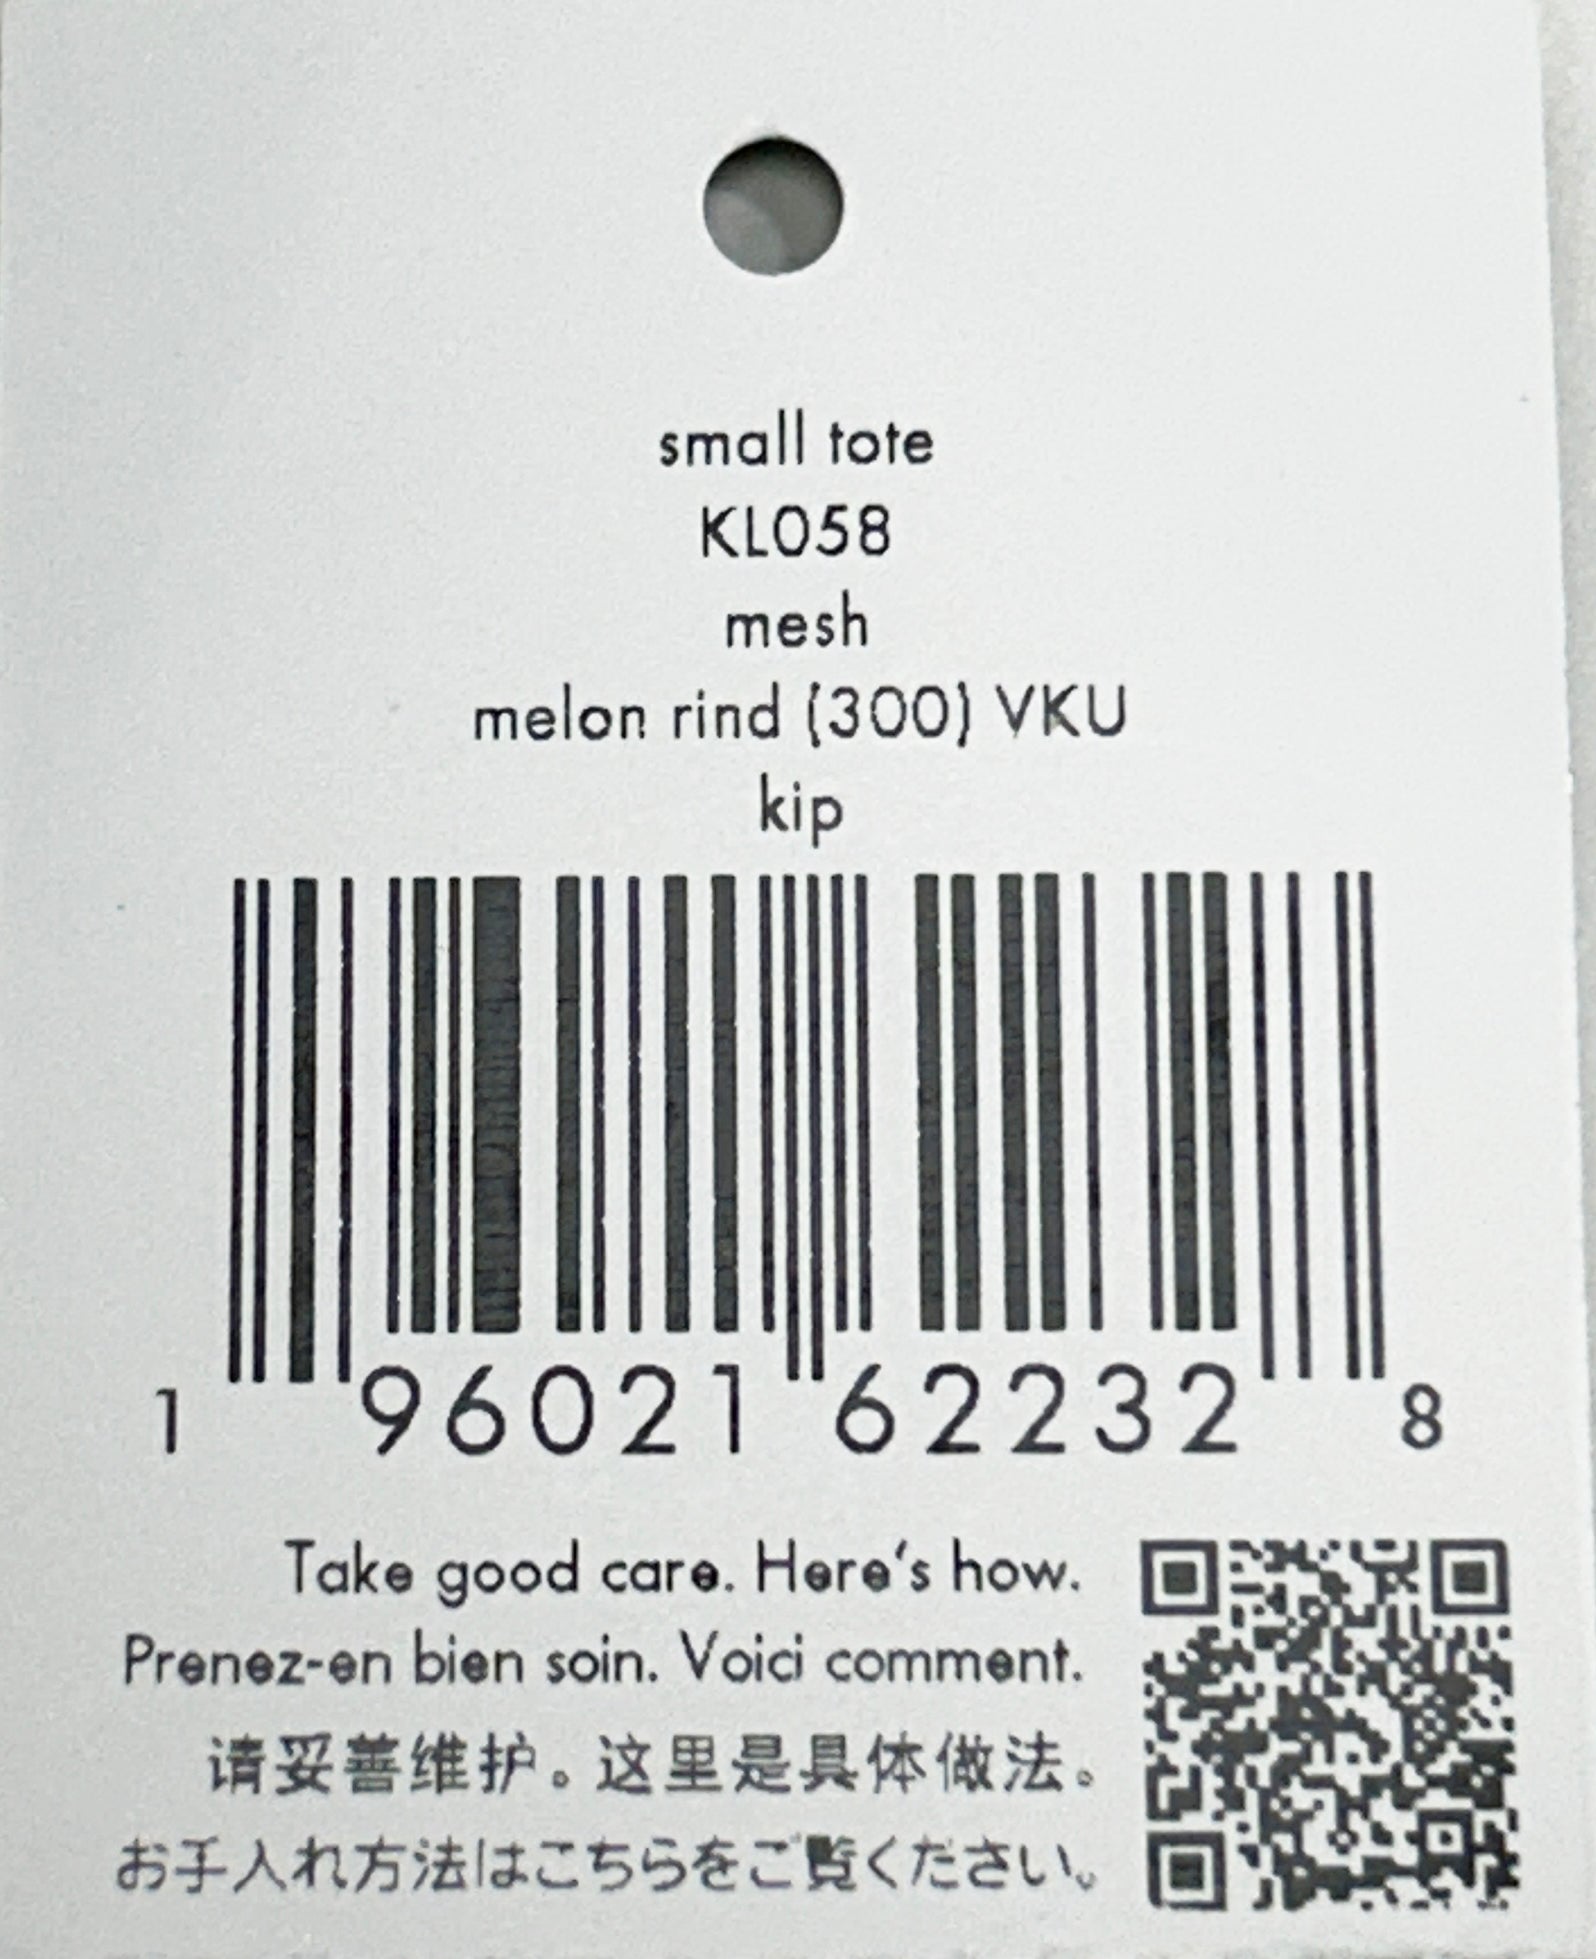 small tote
KL058
mesh
melon rind (300) VKU
kip
1 96021 62232 8
Take good care. Here's how.
Prenez-en bien soin. Voici comment.
请妥善维护。这里是具体做法。
お手入れ方法はこちらをご覧ください。